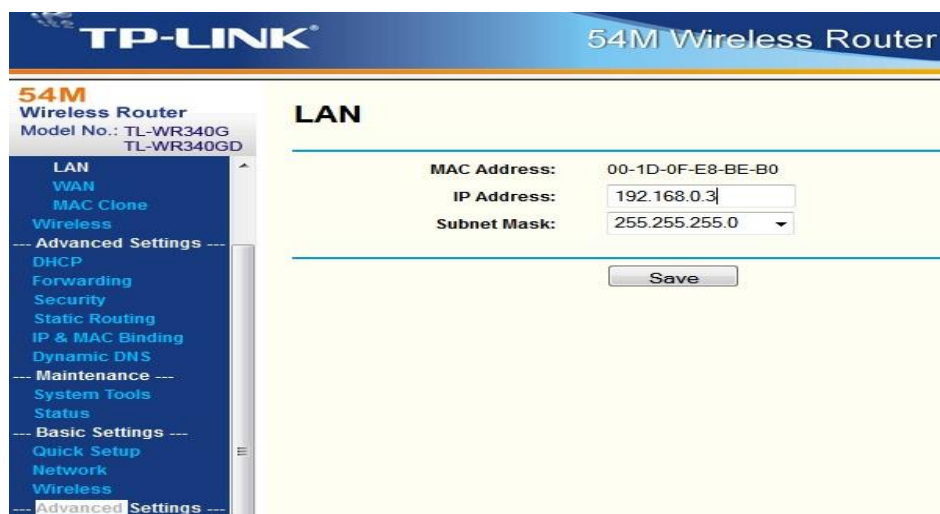 TP-LINK®
54M Wireless Router
54M
Wireless Router
Model No.: TL-WR340G
TL-WR340GD
LAN
WAN
MAC Clone
Wireless
--- Advanced Settings ---
DHCP
Forwarding
Security
Static Routing
IP & MAC Binding
Dynamic DNS
--- Maintenance ---
System Tools
Status
--- Basic Settings ---
Quick Setup
Network
Wireless
--- Advanced Settings ---
LAN
MAC Address: 00-1D-0F-E8-BE-B0
IP Address: 192.168.0.3
Subnet Mask: 255.255.255.0
Save